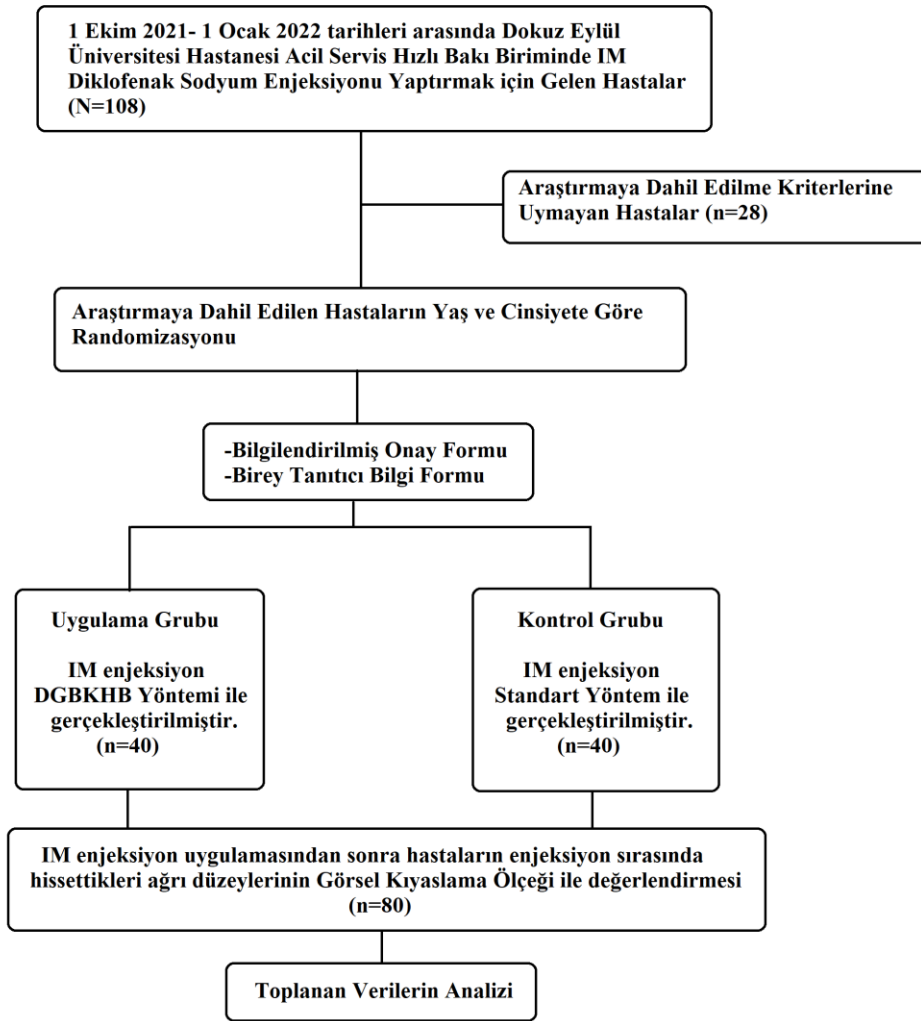 1 Ekim 2021- 1 Ocak 2022 tarihleri arasında Dokuz Eylül
Üniversitesi Hastanesi Acil Servis Hızlı Bakı Biriminde IM
Diklofenak Sodyum Enjeksiyonu Yaptırmak için Gelen Hastalar
(N=108)
Araştırmaya Dahil Edilme Kriterlerine
Uymayan Hastalar (n=28)
Araştırmaya Dahil Edilen Hastaların Yaş ve Cinsiyete Göre
Randomizasyonu
-Bilgilendirilmiş Onay Formu
-Birey Tanıtıcı Bilgi Formu
Uygulama Grubu
IM enjeksiyon
DGBKHB Yöntemi ile
gerçekleştirilmiştir.
(n=40)
Kontrol Grubu
IM enjeksiyon
Standart Yöntem ile
gerçekleştirilmiştir.
(n=40)
IM enjeksiyon uygulamasından sonra hastaların enjeksiyon sırasında
hissettikleri ağrı düzeylerinin Görsel Kıyaslama Ölçeği ile değerlendirmesi
(n=80)
Toplanan Verilerin Analizi